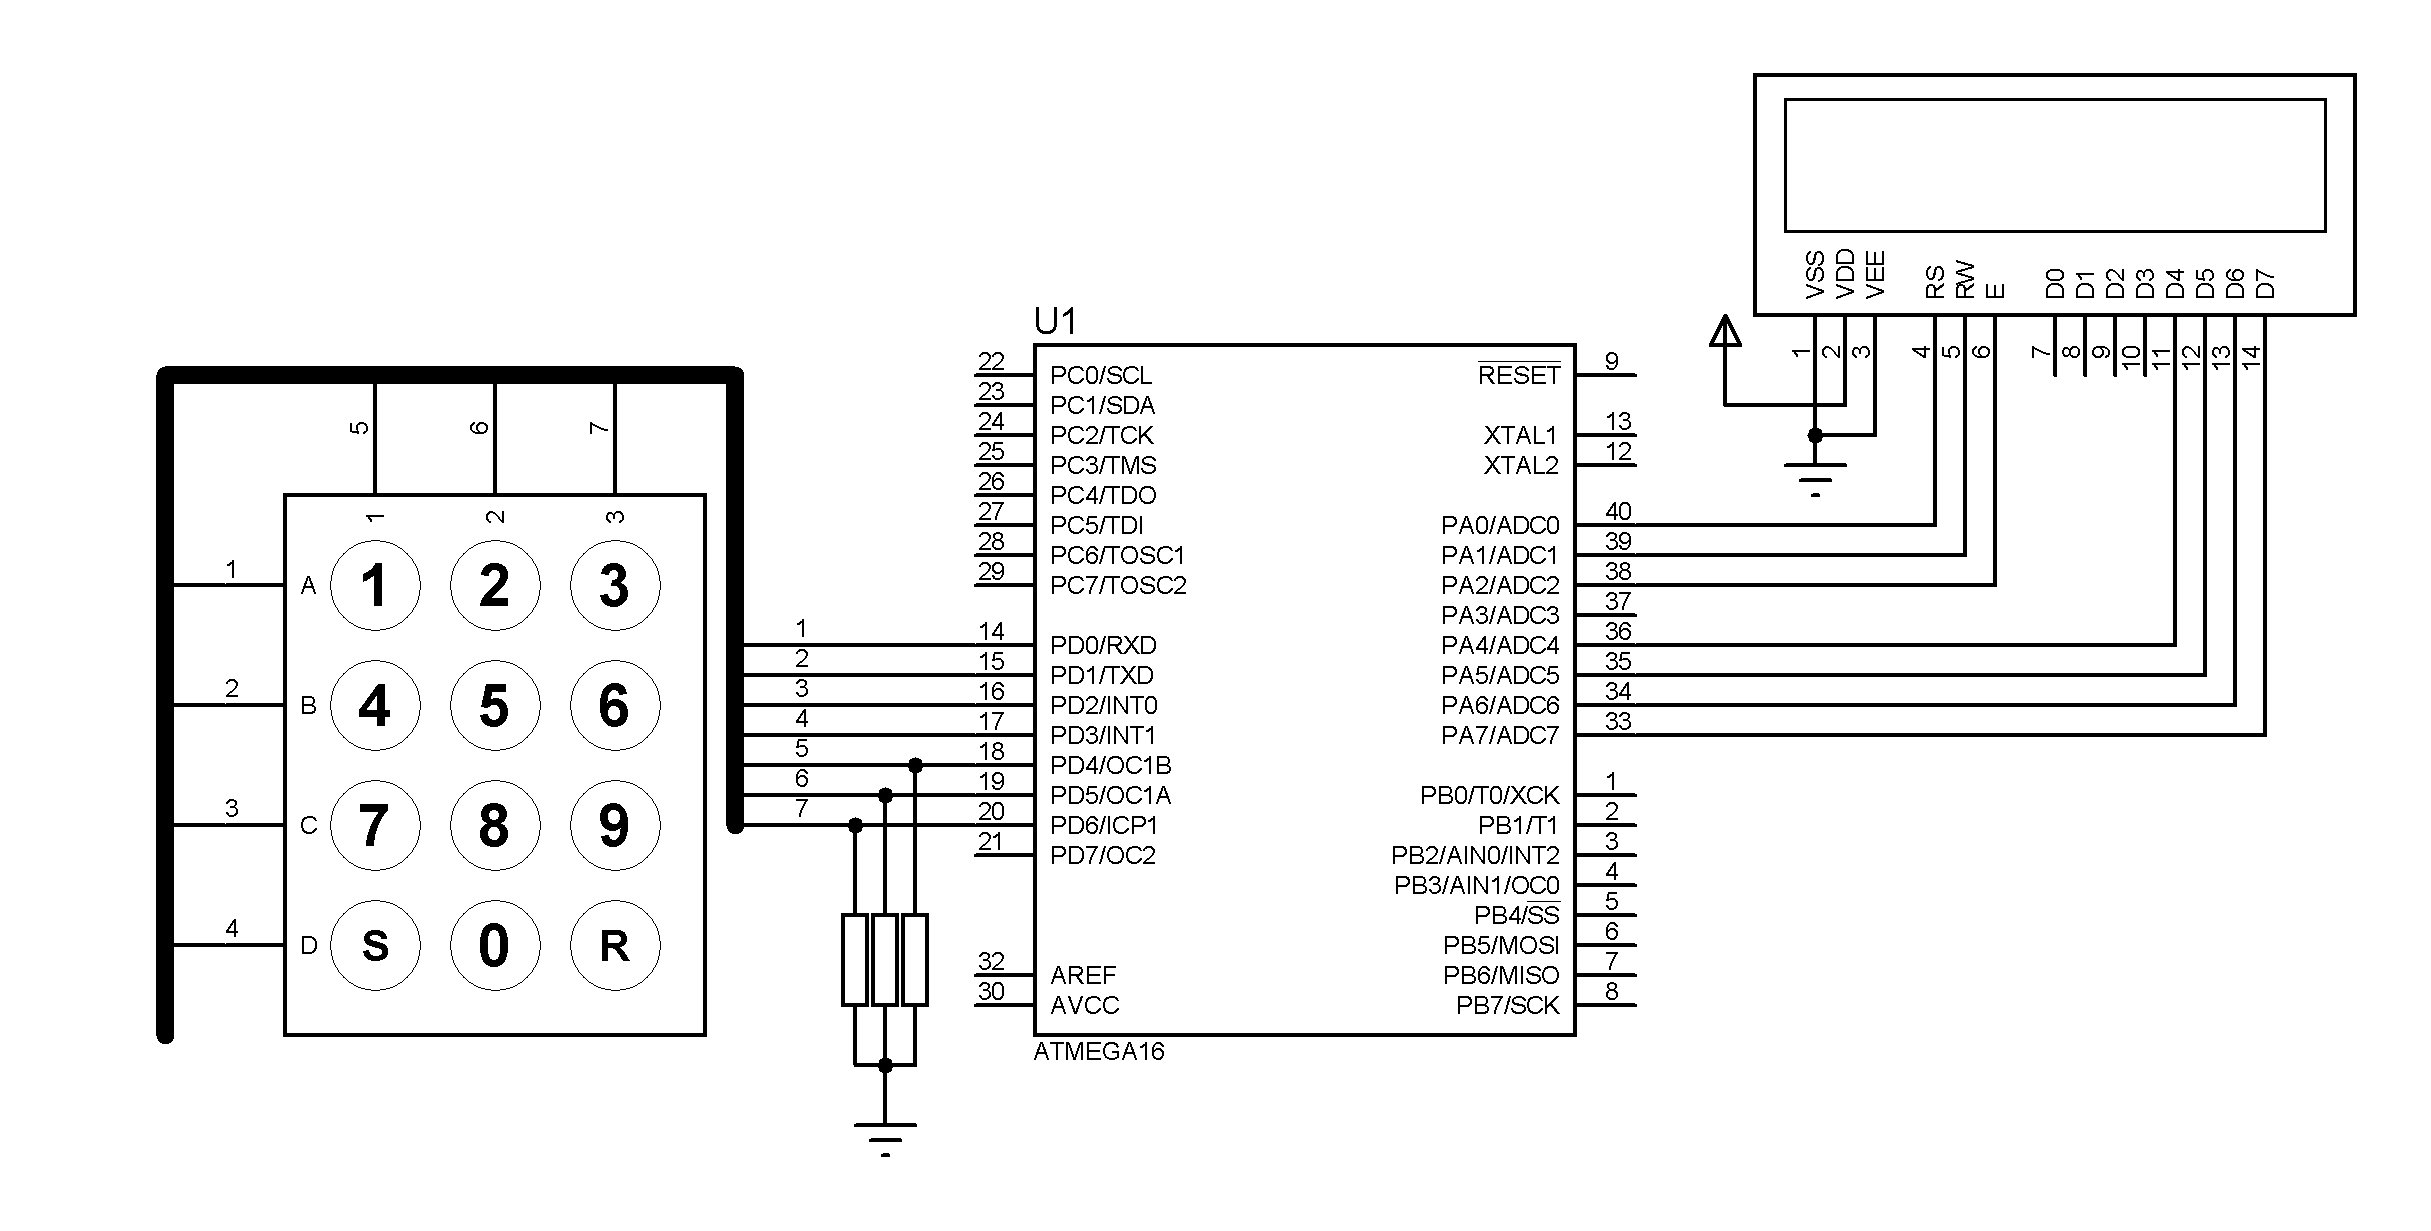 VSS
VDD
VEE
RS
RW
E
D0
D1
D2
D3
D4
D5
D6
D7
1
2
3
4
5
6
7
8
9
10
11
12
13
14
U1
22 PC0/SCL
23 PC1/SDA
24 PC2/TCK
25 PC3/TMS
26 PC4/TDO
27 PC5/TDI
28 PC6/TOSC1
29 PC7/TOSC2
14 PD0/RXD
15 PD1/TXD
16 PD2/INT0
17 PD3/INT1
18 PD4/OC1B
19 PD5/OC1A
20 PD6/ICP1
21 PD7/OC2
32 AREF
30 AVCC
RESET 9
XTAL1 13
XTAL2 12
PA0/ADC0 40
PA1/ADC1 39
PA2/ADC2 38
PA3/ADC3 37
PA4/ADC4 36
PA5/ADC5 35
PA6/ADC6 34
PA7/ADC7 33
PB0/T0/XCK 1
PB1/T1 2
PB2/AIN0/INT2 3
PB3/AIN1/OC0 4
PB4/SS 5
PB5/MOSI 6
PB6/MISO 7
PB7/SCK 8
ATMEGA16
5 6 7
1 2 3
1 A 1 2 3
2 B 4 5 6
3 C 7 8 9
4 D S 0 R
1
2
3
4
5
6
7